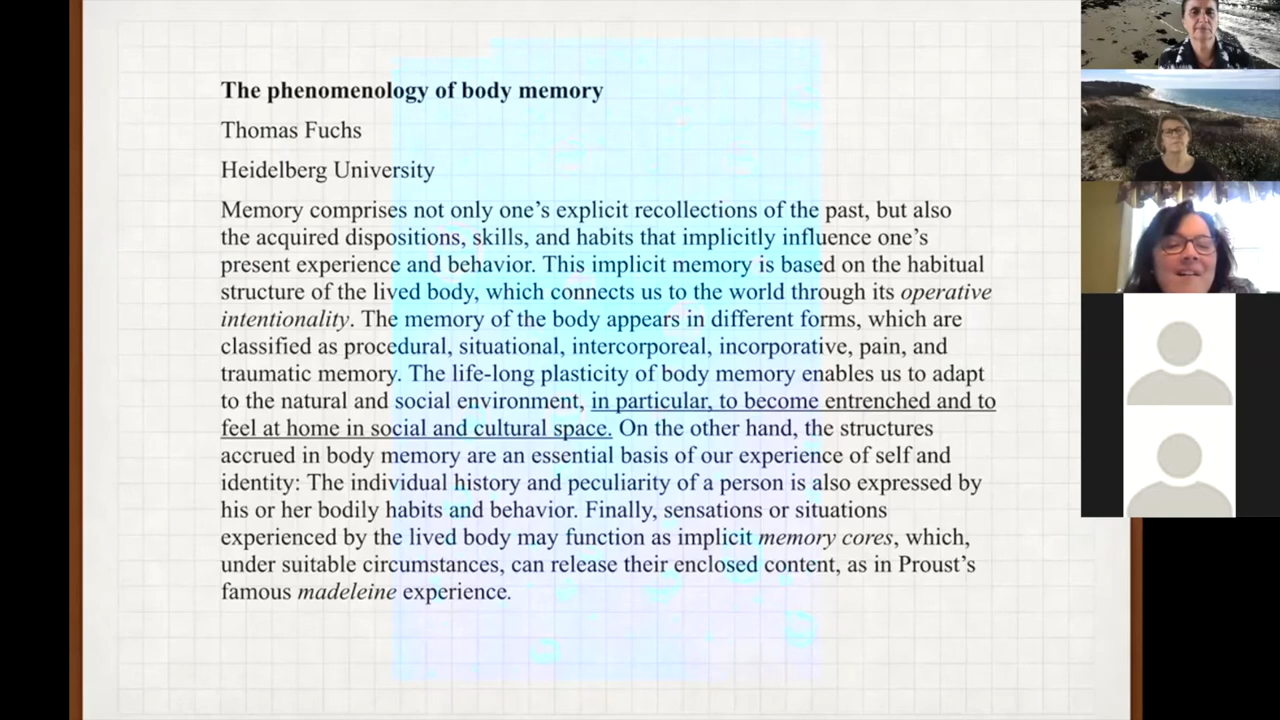 The phenomenology of body memory
Thomas Fuchs
Heidelberg University
Memory comprises not only one’s explicit recollections of the past, but also
the acquired dispositions, skills, and habits that implicitly influence one’s
present experience and behavior. This implicit memory is based on the habitual
structure of the lived body, which connects us to the world through its operative
intentionality. The memory of the body appears in different forms, which are
classified as procedural, situational, intercorporeal, incorporative, pain, and
traumatic memory. The life-long plasticity of body memory enables us to adapt
to the natural and social environment, in particular, to become entrenched and to
feel at home in social and cultural space. On the other hand, the structures
accrued in body memory are an essential basis of our experience of self and
identity: The individual history and peculiarity of a person is also expressed by
his or her bodily habits and behavior. Finally, sensations or situations
experienced by the lived body may function as implicit memory cores, which,
under suitable circumstances, can release their enclosed content, as in Proust’s
famous madeleine experience.